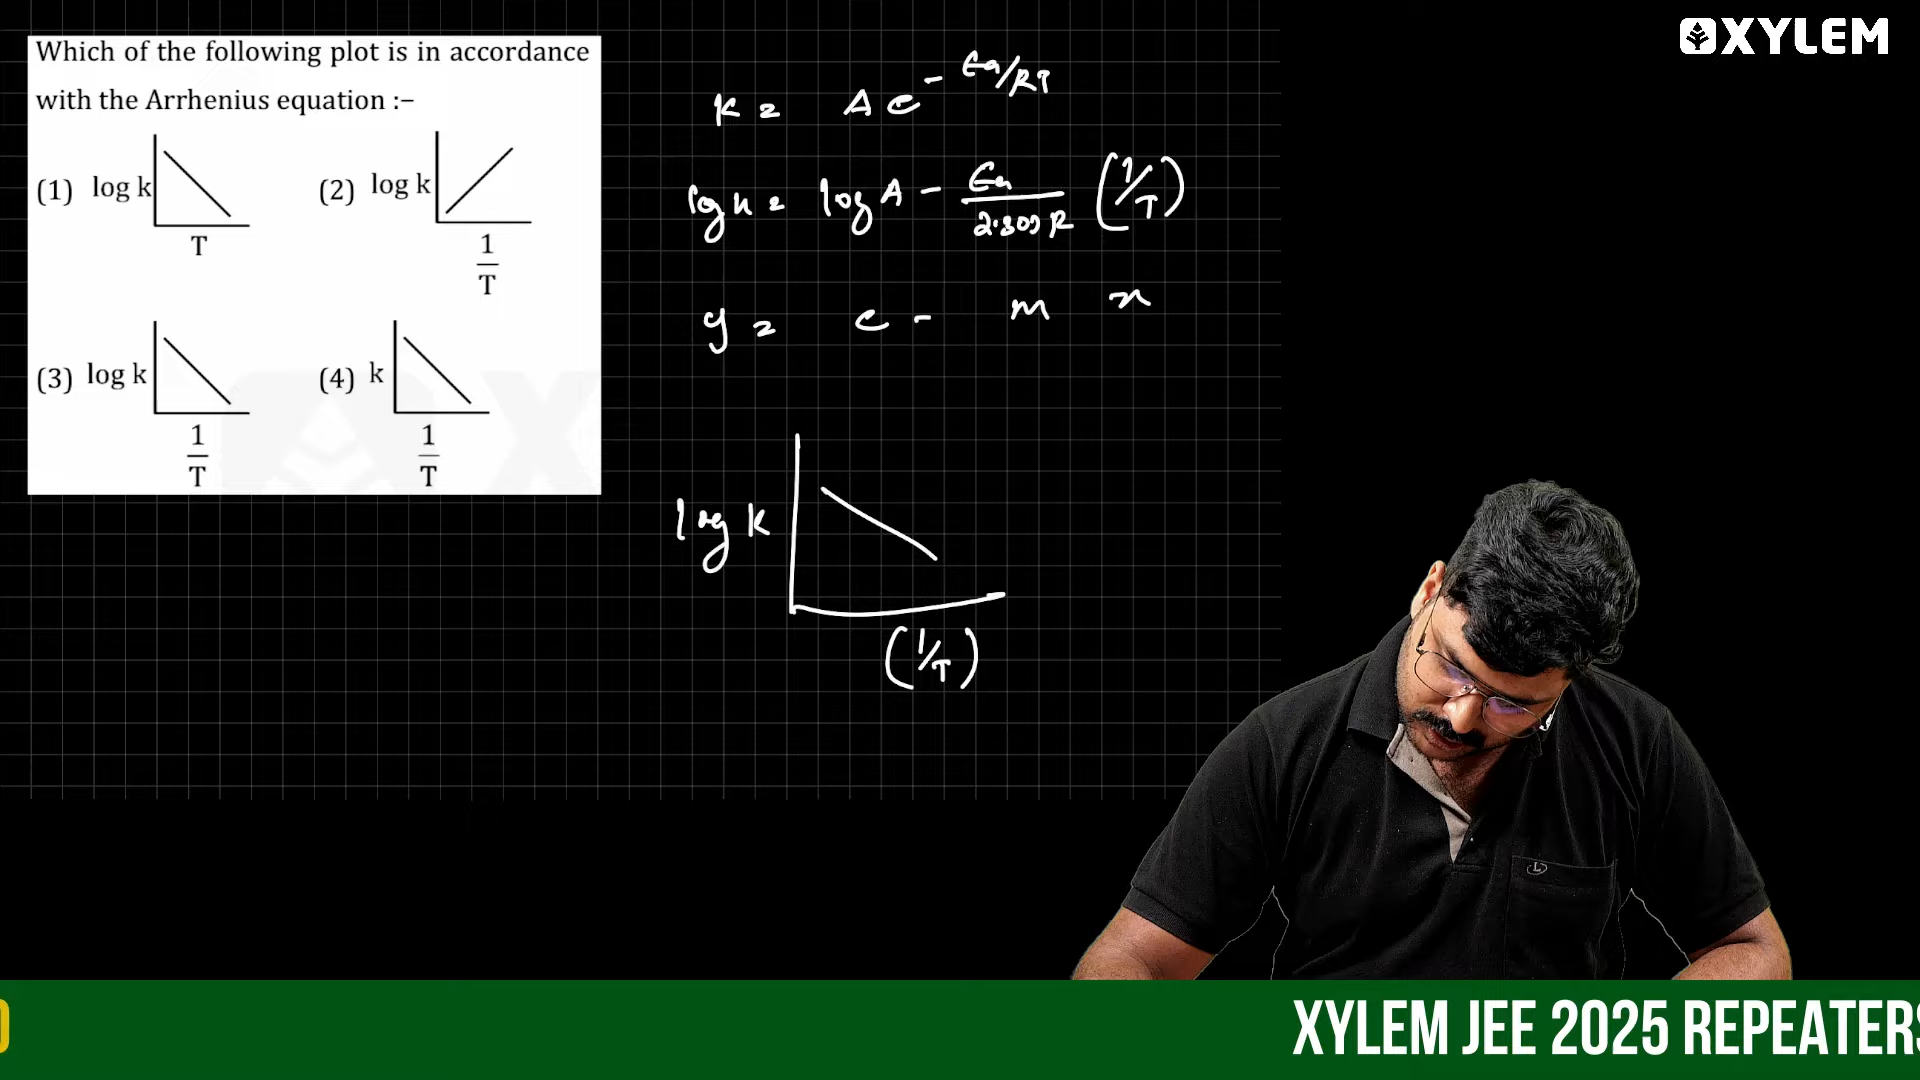 XYLEM
Which of the following plot is in accordance
with the Arrhenius equation :–
(1) log k
T
(2) log k
1
T
(3) log k
1
T
(4) k
1
T
k = A e^-Ea/RT
log k = log A - Ea/2.303 R (1/T)
y = c - m x
log k
(1/T)
XYLEM JEE 2025 REPEATERS